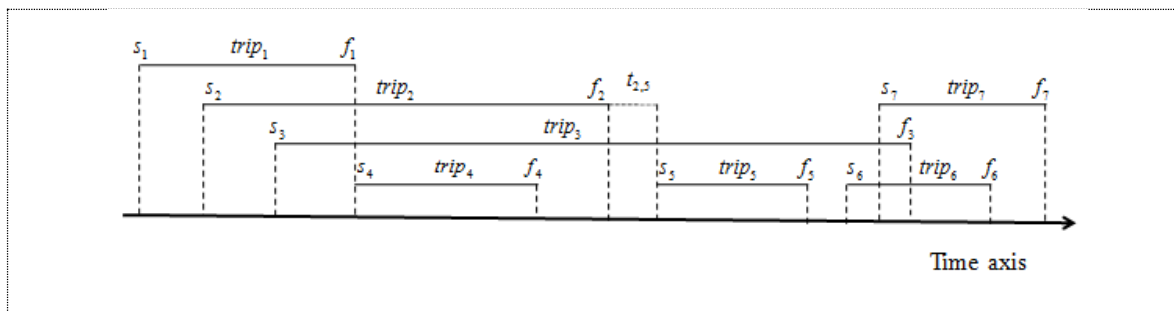 s₁ trip₁ f₁
s₂ trip₂ f₂ t₂,₅ s₇ trip₇ f₇
s₃ trip₃ f₃
s₄ trip₄ f₄ s₅ trip₅ f₅ s₆ trip₆ f₆
Time axis